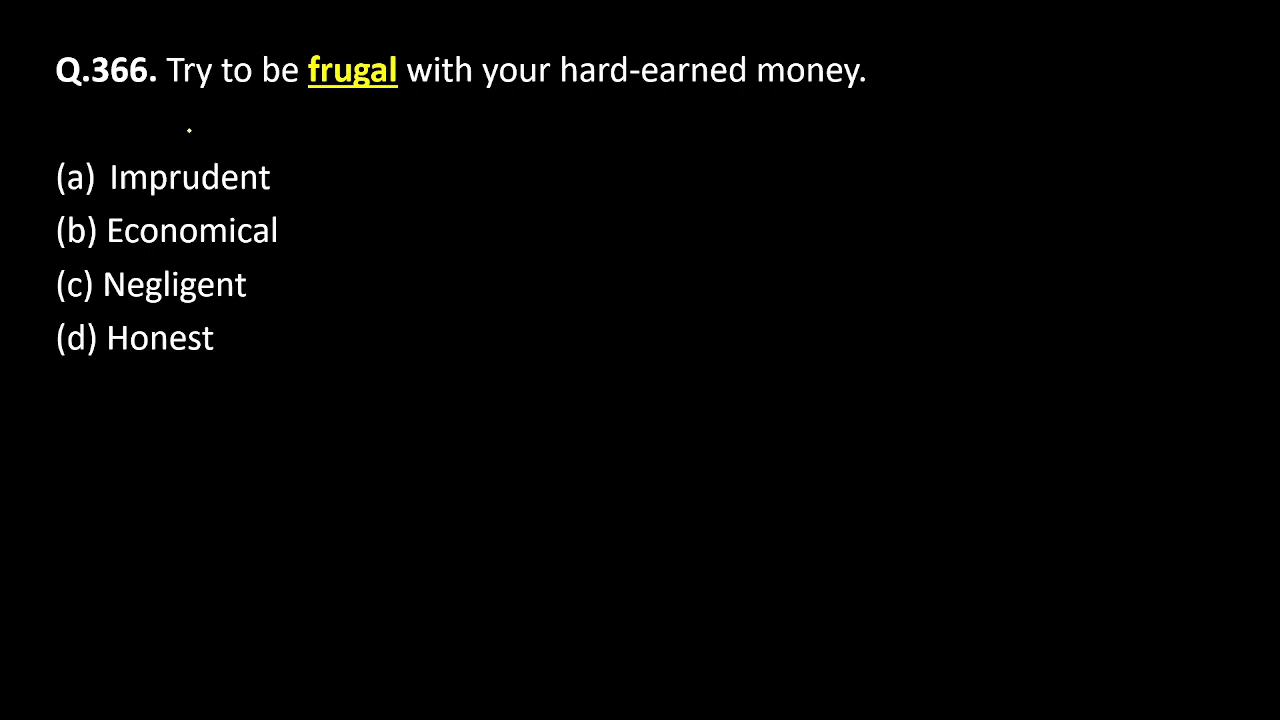 Q.366. Try to be frugal with your hard-earned money.
(a) Imprudent
(b) Economical
(c) Negligent
(d) Honest